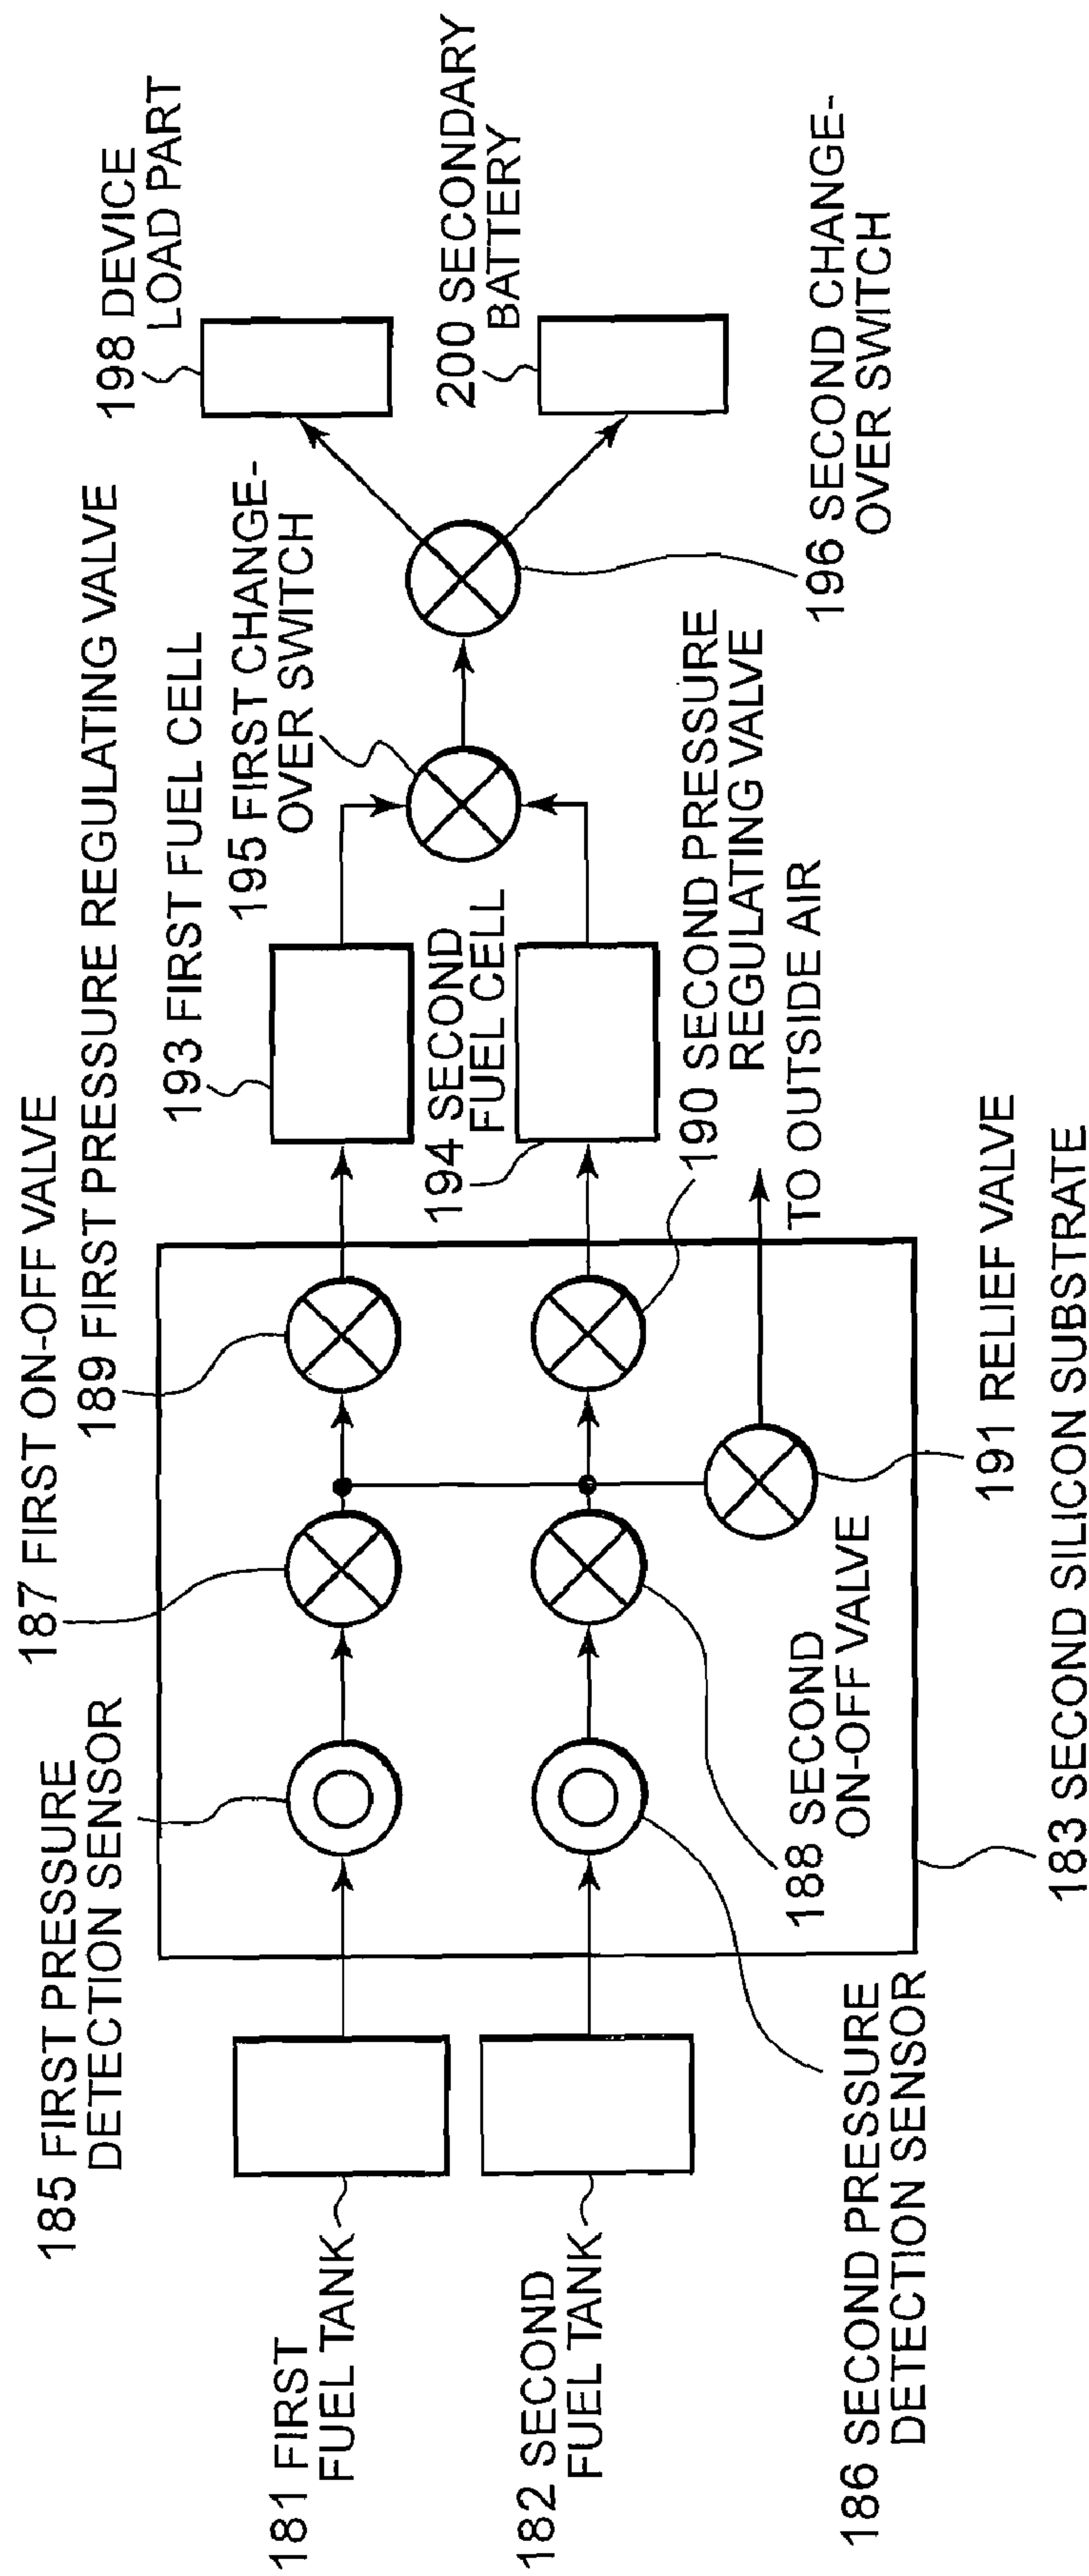 187 FIRST ON-OFF VALVE
189 FIRST PRESSURE REGULATING VALVE
185 FIRST PRESSURE
DETECTION SENSOR
193 FIRST FUEL CELL
195 FIRST CHANGE-
OVER SWITCH
198 DEVICE
LOAD PART
181 FIRST
FUEL TANK
194 SECOND
FUEL CELL
200 SECONDARY
BATTERY
182 SECOND
FUEL TANK
190 SECOND PRESSURE
REGULATING VALVE
TO OUTSIDE AIR
196 SECOND CHANGE-
OVER SWITCH
188 SECOND
ON-OFF VALVE
186 SECOND PRESSURE
DETECTION SENSOR
191 RELIEF VALVE
183 SECOND SILICON SUBSTRATE